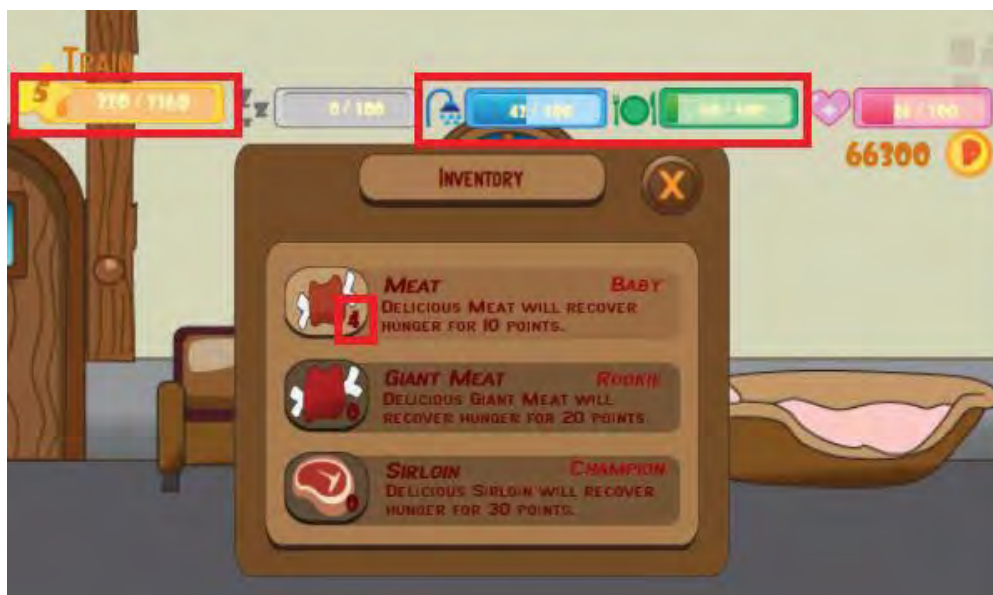 TRAIN
5
220 / 2160
0 / 100
42 / 100
66300 P
INVENTORY
X
MEAT BABY
DELICIOUS MEAT WILL RECOVER
HUNGER FOR 10 POINTS.
4
GIANT MEAT ROOKIE
DELICIOUS GIANT MEAT WILL
RECOVER HUNGER FOR 20 POINTS
0
SIRLOIN CHAMPION
DELICIOUS SIRLOIN WILL RECOVER
HUNGER FOR 30 POINTS.
0